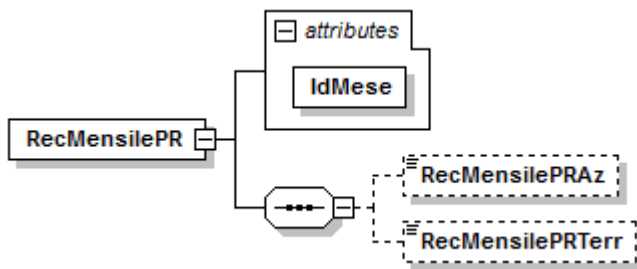 attributes
IdMese
RecMensilePR
RecMensilePRAz
RecMensilePRTerr